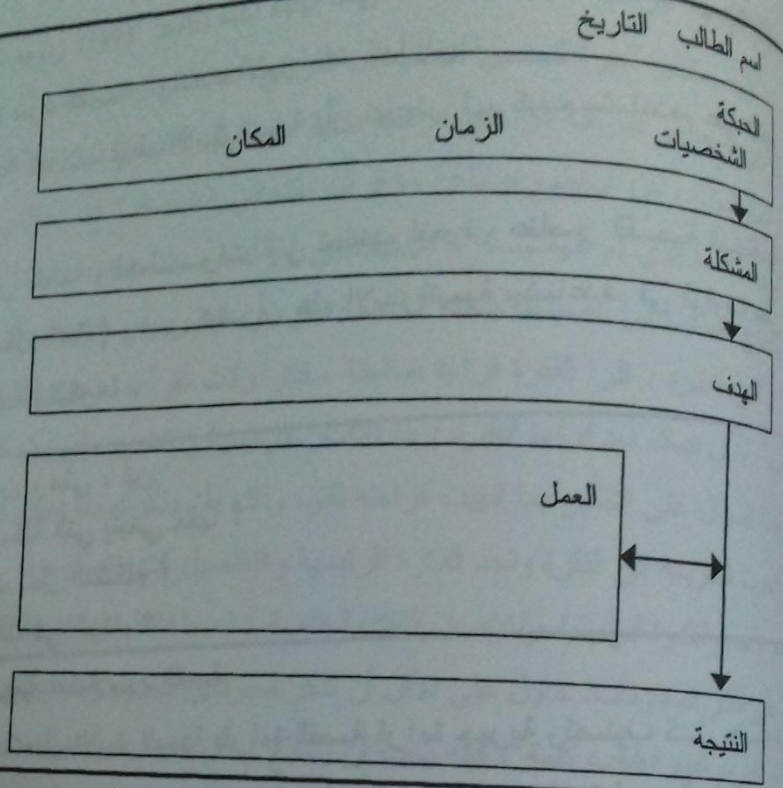 اسم الطالب التاريخ
الحبكة
الشخصيات الزمان المكان
المشكلة
الهدف
العمل
النتيجة